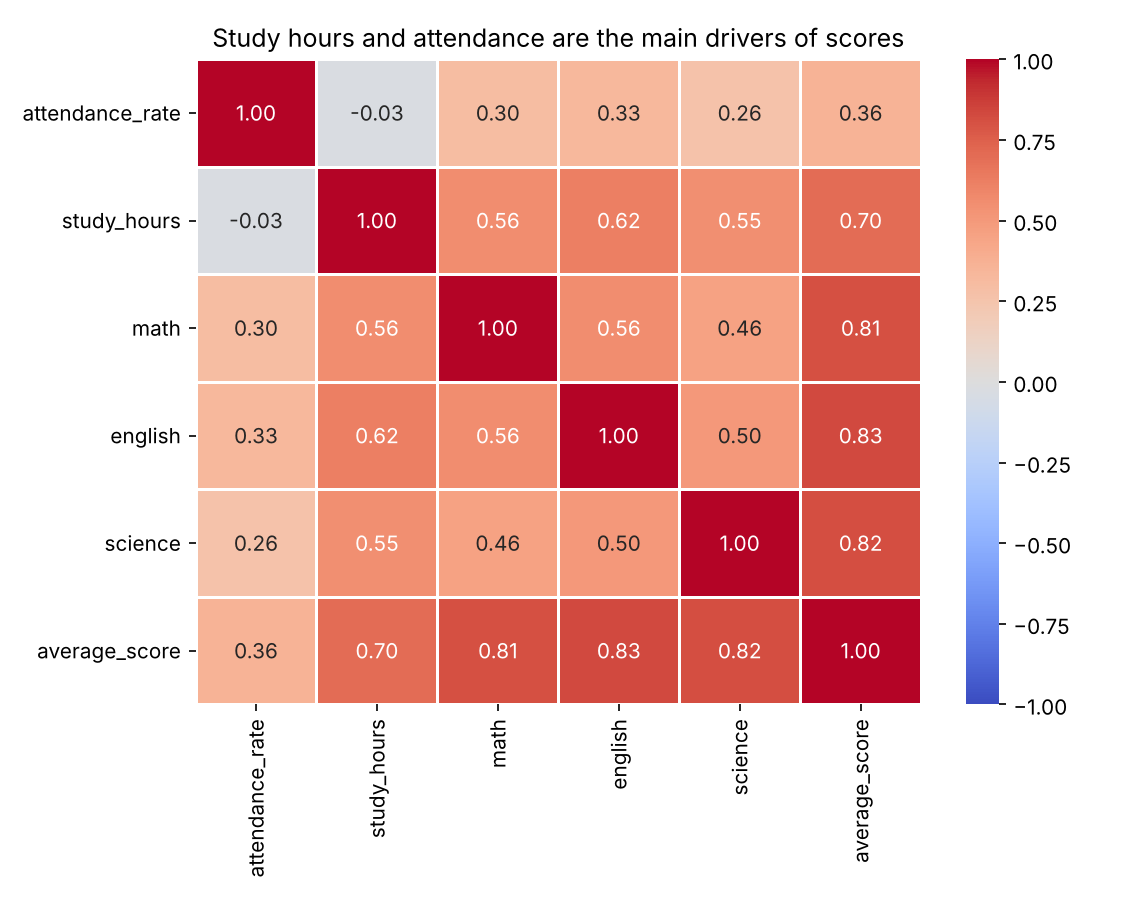 Study hours and attendance are the main drivers of scores
attendance_rate 1.00 -0.03 0.30 0.33 0.26 0.36
study_hours -0.03 1.00 0.56 0.62 0.55 0.70
math 0.30 0.56 1.00 0.56 0.46 0.81
english 0.33 0.62 0.56 1.00 0.50 0.83
science 0.26 0.55 0.46 0.50 1.00 0.82
average_score 0.36 0.70 0.81 0.83 0.82 1.00
attendance_rate study_hours math english science average_score
1.00
0.75
0.50
0.25
0.00
−0.25
−0.50
−0.75
−1.00